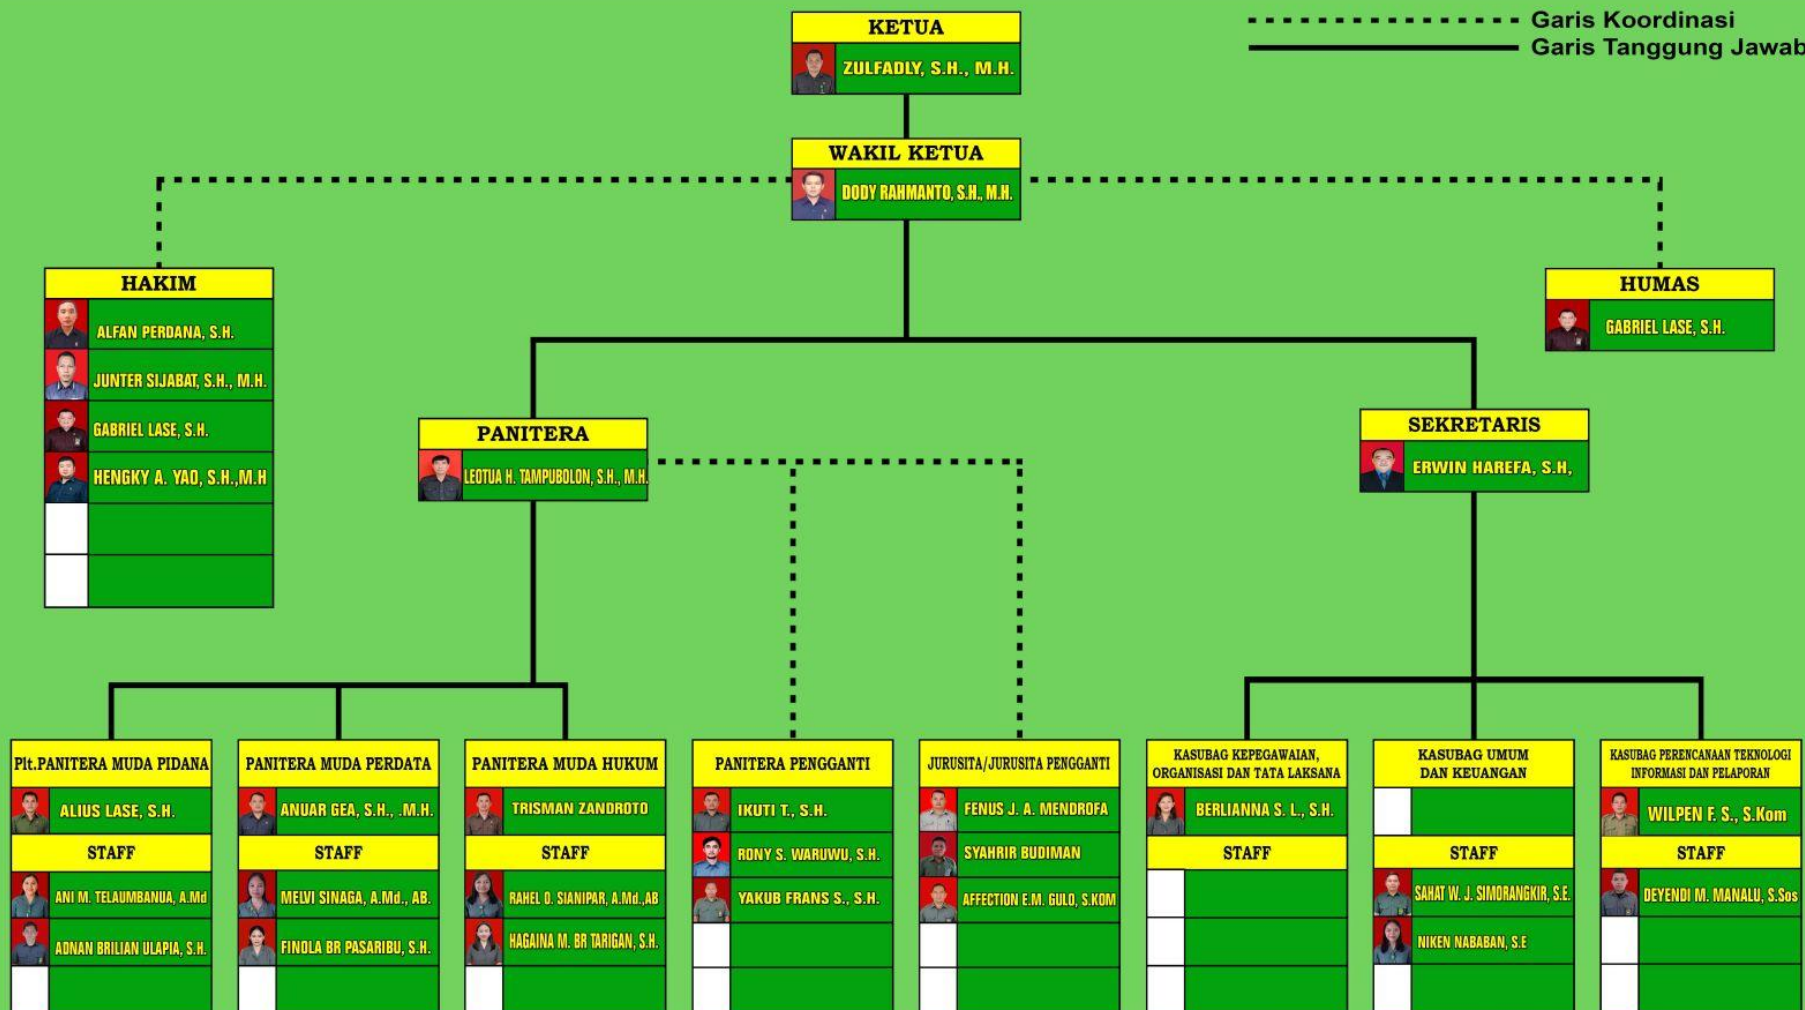 Garis Koordinasi
Garis Tanggung Jawab
KETUA
ZULFADLY, S.H., M.H.
WAKIL KETUA
DODY RAHMANTO, S.H., M.H.
HAKIM
ALFAN PERDANA, S.H.
JUNTER SIJABAT, S.H., M.H.
GABRIEL LASE, S.H.
HENGKY A. YAO, S.H.,M.H
HUMAS
GABRIEL LASE, S.H.
PANITERA
LEOTUA H. TAMPUBOLON, S.H., M.H.
SEKRETARIS
ERWIN HAREFA, S.H,
Plt.PANITERA MUDA PIDANA
ALIUS LASE, S.H.
STAFF
ANI M. TELAUMBANUA, A.Md
ADNAN BRILIAN ULAPIA, S.H.
PANITERA MUDA PERDATA
ANUAR GEA, S.H., .M.H.
STAFF
MELVI SINAGA, A.Md., AB.
FINOLA BR PASARIBU, S.H.
PANITERA MUDA HUKUM
TRISMAN ZANDROTO
STAFF
RAHEL O. SIANIPAR, A.Md.,AB
HAGAINA M. BR TARIGAN, S.H.
PANITERA PENGGANTI
IKUTI T., S.H.
RONY S. WARUWU, S.H.
YAKUB FRANS S., S.H.
JURUSITA/JURUSITA PENGGANTI
FENUS J. A. MENDROFA
SYAHRIR BUDIMAN
AFFECTION E.M. GULO, S.KOM
KASUBAG KEPEGAWAIAN,
ORGANISASI DAN TATA LAKSANA
BERLIANNA S. L., S.H.
STAFF
KASUBAG UMUM
DAN KEUANGAN
STAFF
SAHAT W. J. SIMORANGKIR, S.E.
NIKEN NABABAN, S.E
KASUBAG PERENCANAAN TEKNOLOGI
INFORMASI DAN PELAPORAN
WILPEN F. S., S.Kom
STAFF
DEYENDI M. MANALU, S.Sos